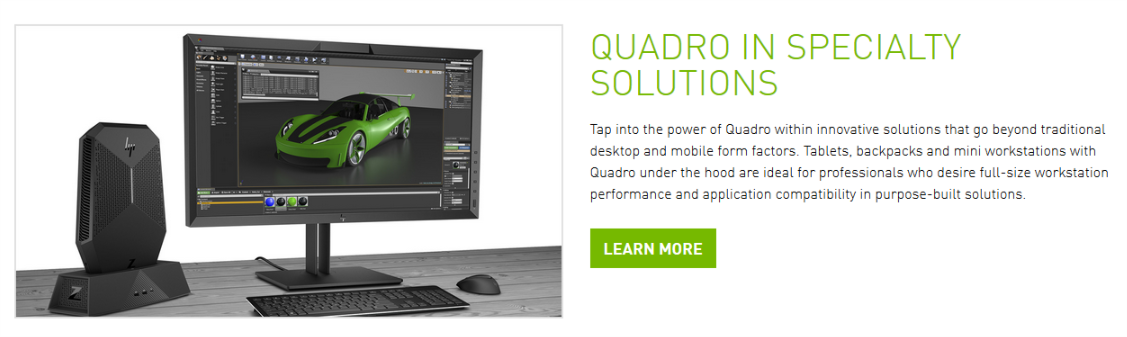 QUADRO IN SPECIALTY
SOLUTIONS
Tap into the power of Quadro within innovative solutions that go beyond traditional
desktop and mobile form factors. Tablets, backpacks and mini workstations with
Quadro under the hood are ideal for professionals who desire full-size workstation
performance and application compatibility in purpose-built solutions.
LEARN MORE
hp
Z
Z
hp